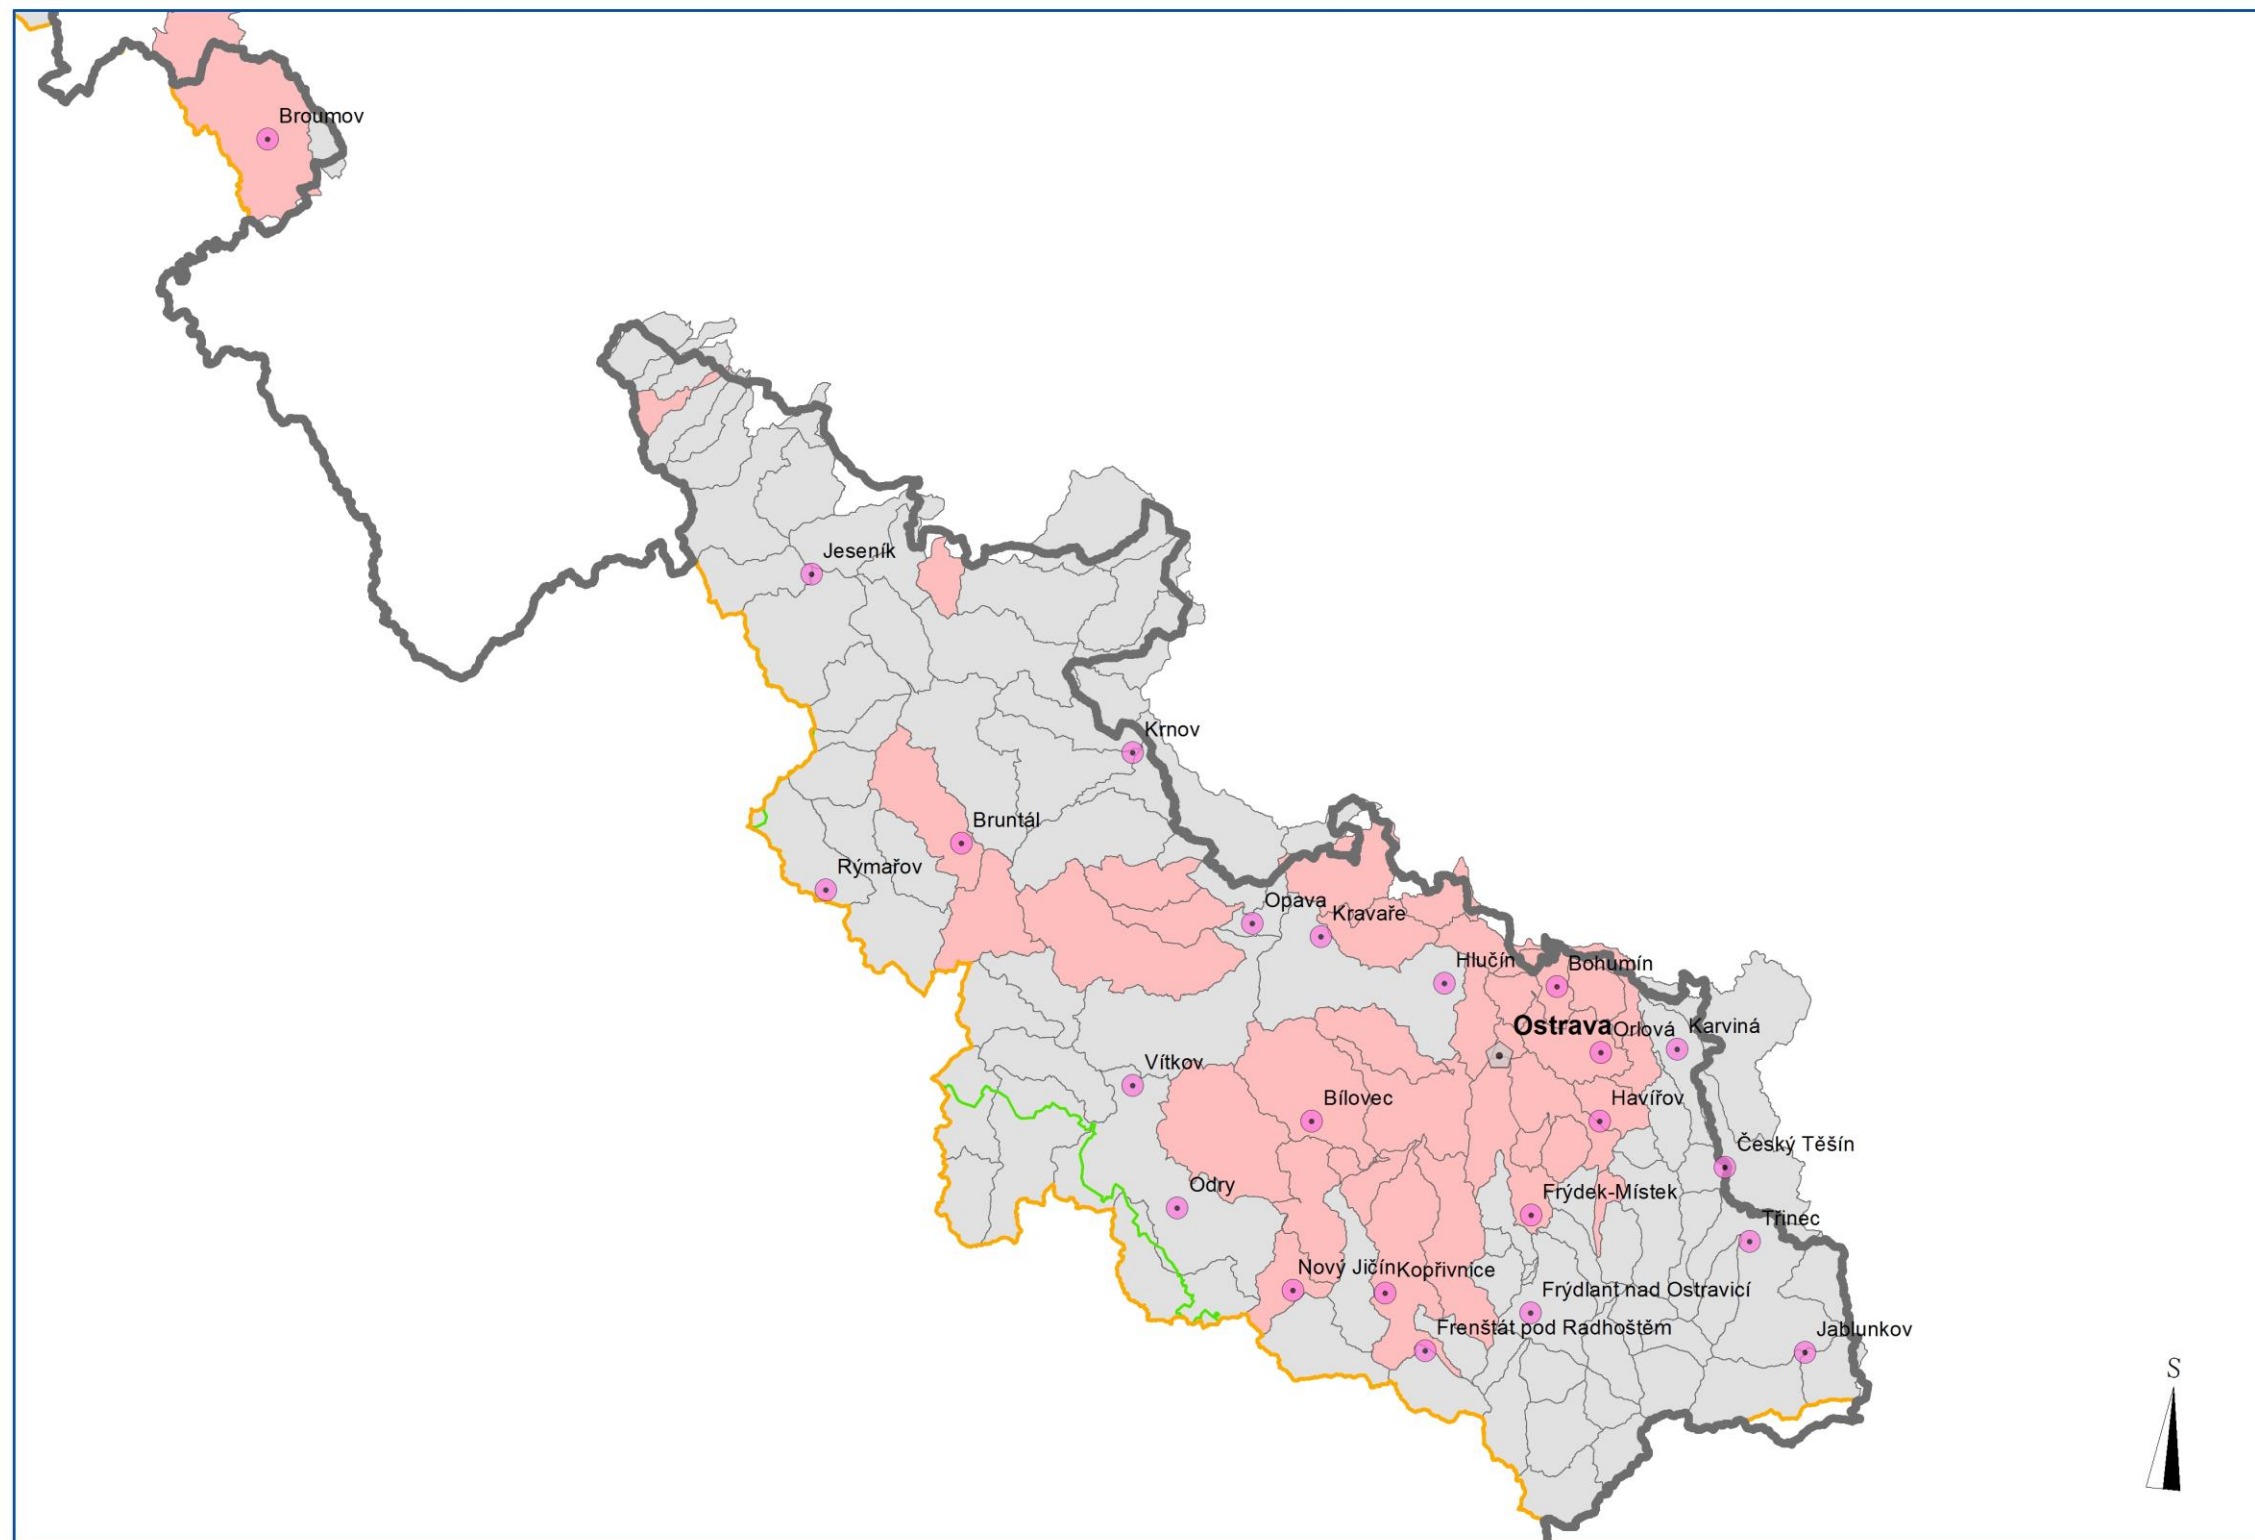 Broumov
Jeseník
Krnov
Bruntál
Rýmařov
Opava
Kravaře
Hlučín
Bohumín
Ostrava
Orlová
Karviná
Vítkov
Bílovec
Havířov
Český Těšín
Odry
Frýdek-Místek
Třinec
Nový Jičín
Kopřivnice
Frýdlant nad Ostravicí
Frenštát pod Radhoštěm
Jablunkov
S